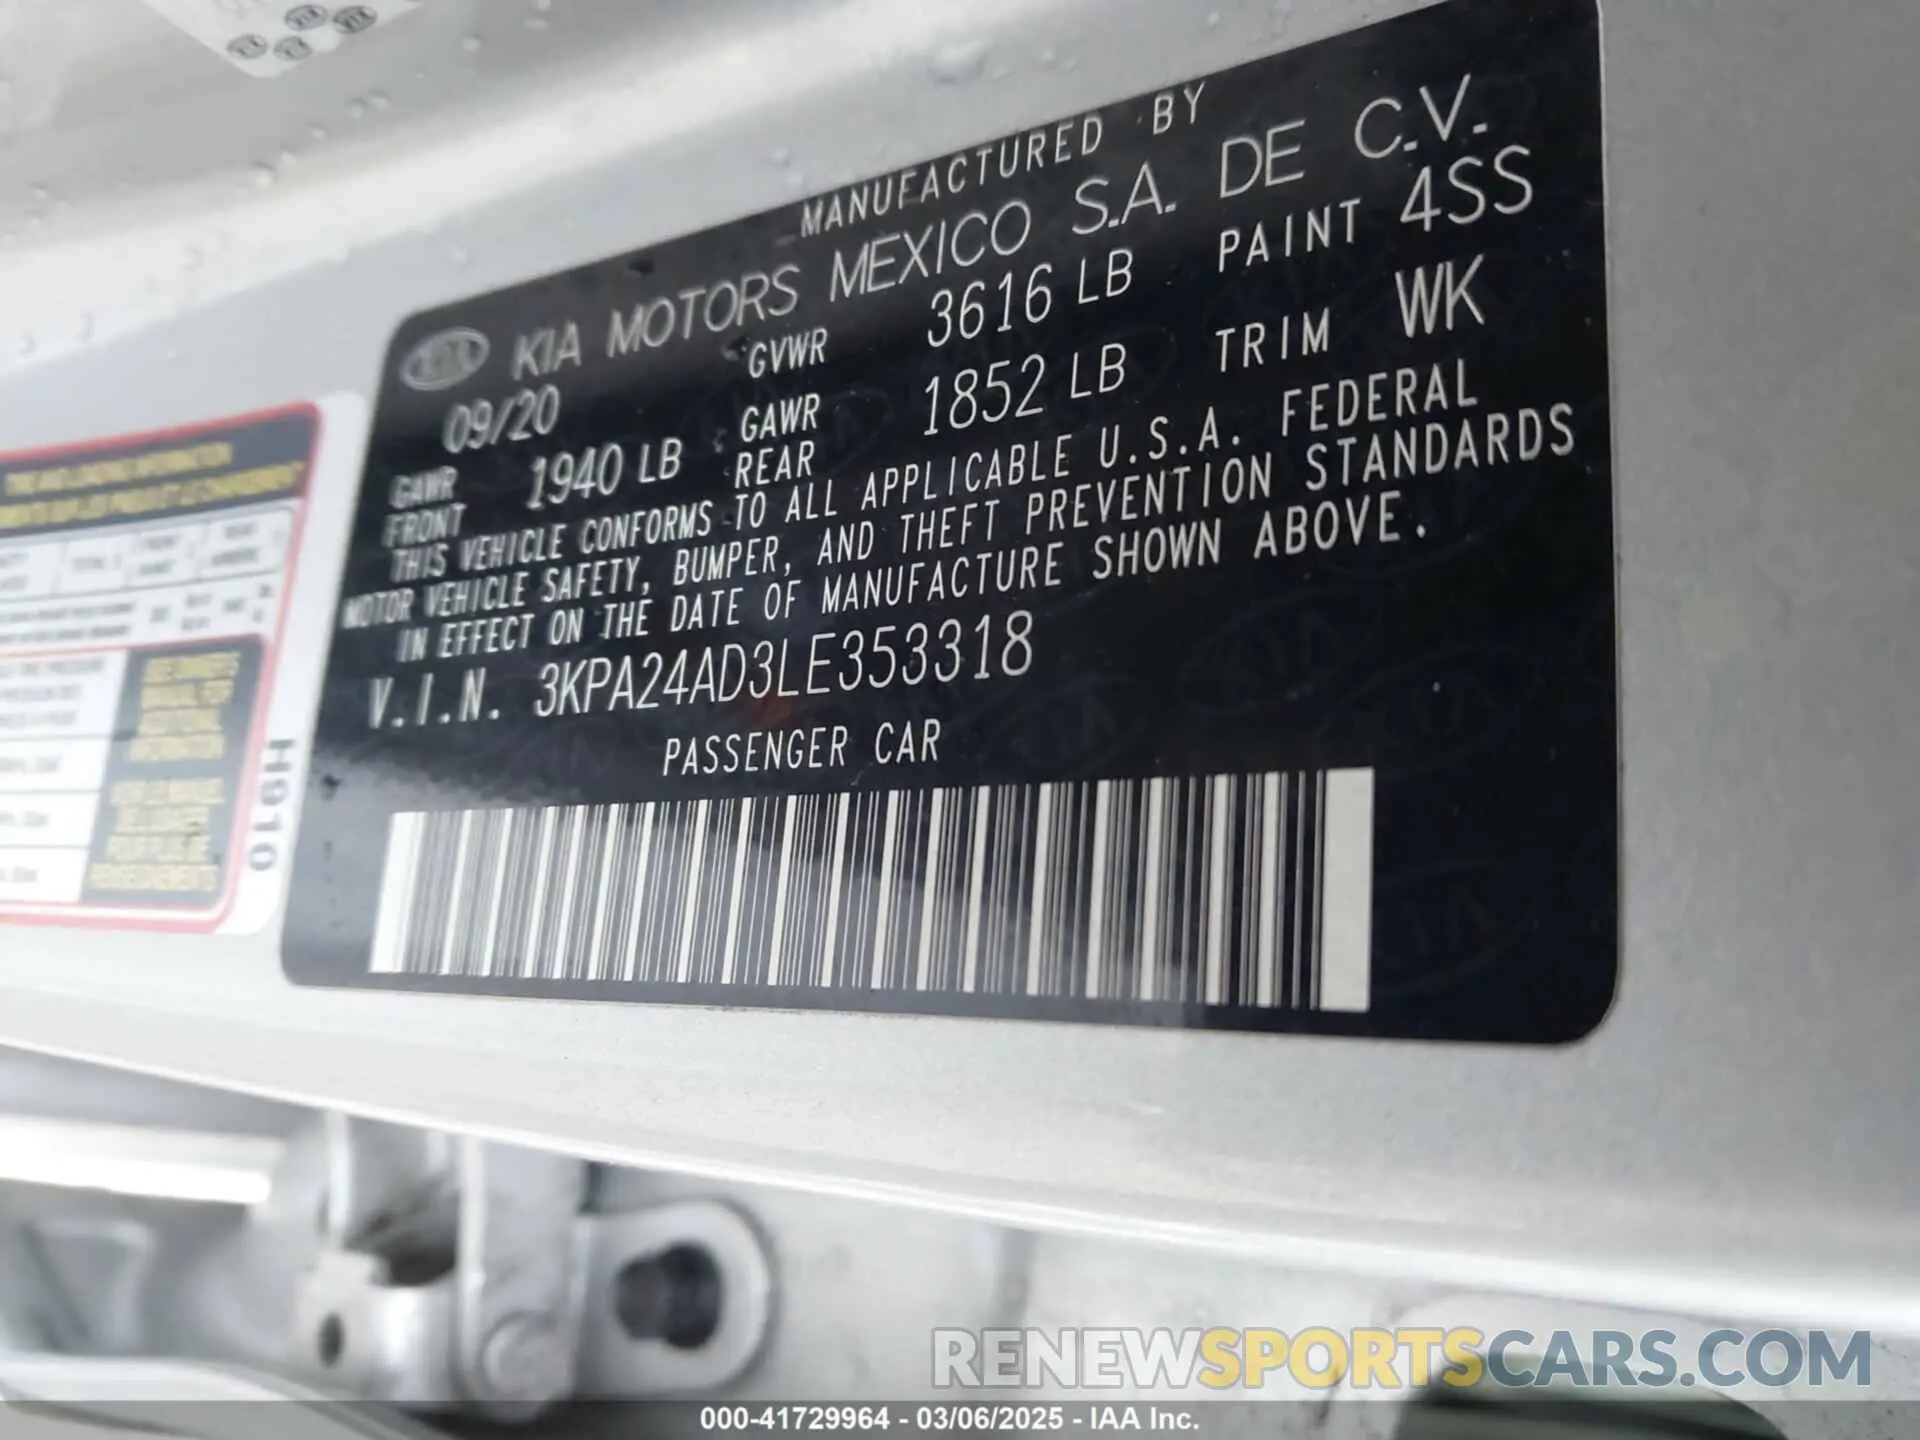 MANUFACTURED BY
KIA KIA MOTORS MEXICO S.A. DE C.V.
09/20 GVWR 3616 LB PAINT 4SS
GAWR FRONT 1940 LB GAWR REAR 1852 LB TRIM WK
THIS VEHICLE CONFORMS TO ALL APPLICABLE U.S.A. FEDERAL
MOTOR VEHICLE SAFETY, BUMPER, AND THEFT PREVENTION STANDARDS
IN EFFECT ON THE DATE OF MANUFACTURE SHOWN ABOVE.
V.I.N. 3KPA24AD3LE353318
PASSENGER CAR
H910
RENEWSPORTSCARS.COM
000-41729964 - 03/06/2025 - IAA Inc.